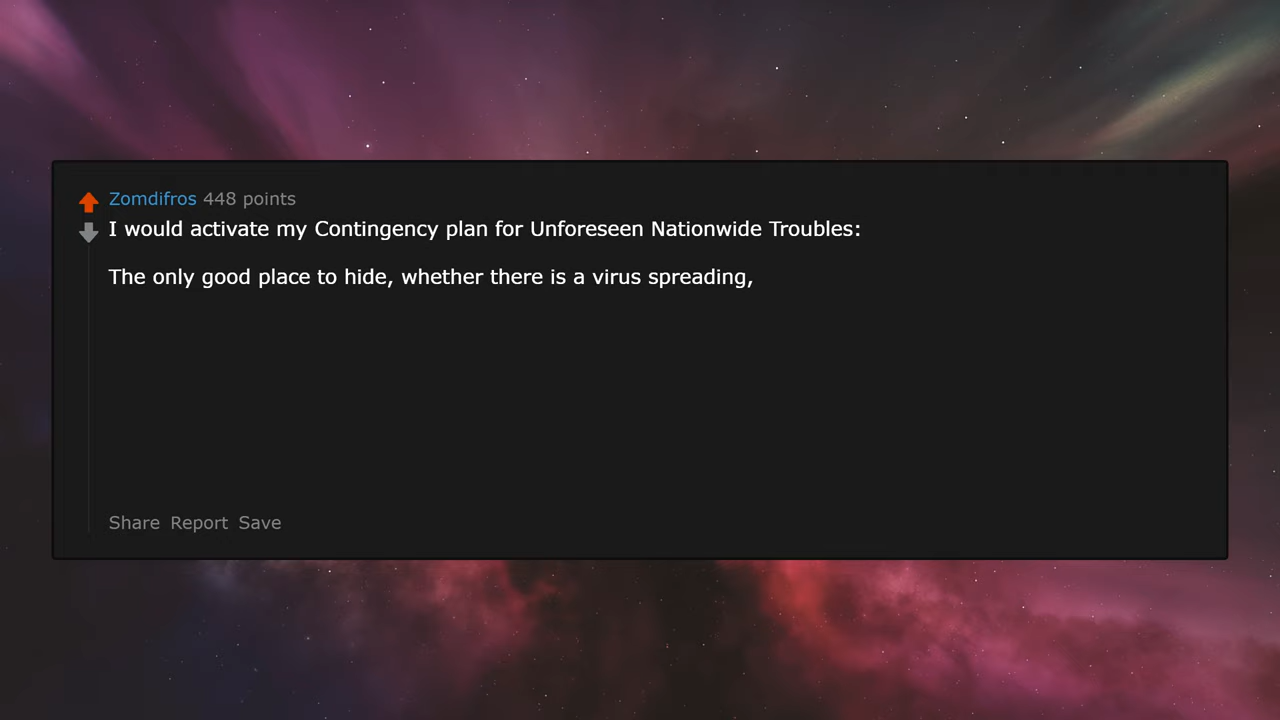 Zomdifros 448 points
I would activate my Contingency plan for Unforeseen Nationwide Troubles:
The only good place to hide, whether there is a virus spreading,
Share Report Save